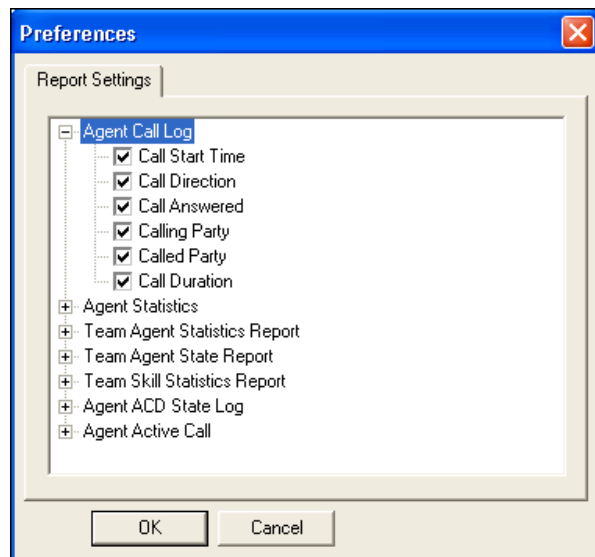 Preferences
Report Settings
Agent Call Log
Call Start Time
Call Direction
Call Answered
Calling Party
Called Party
Call Duration
Agent Statistics
Team Agent Statistics Report
Team Agent State Report
Team Skill Statistics Report
Agent ACD State Log
Agent Active Call
OK
Cancel